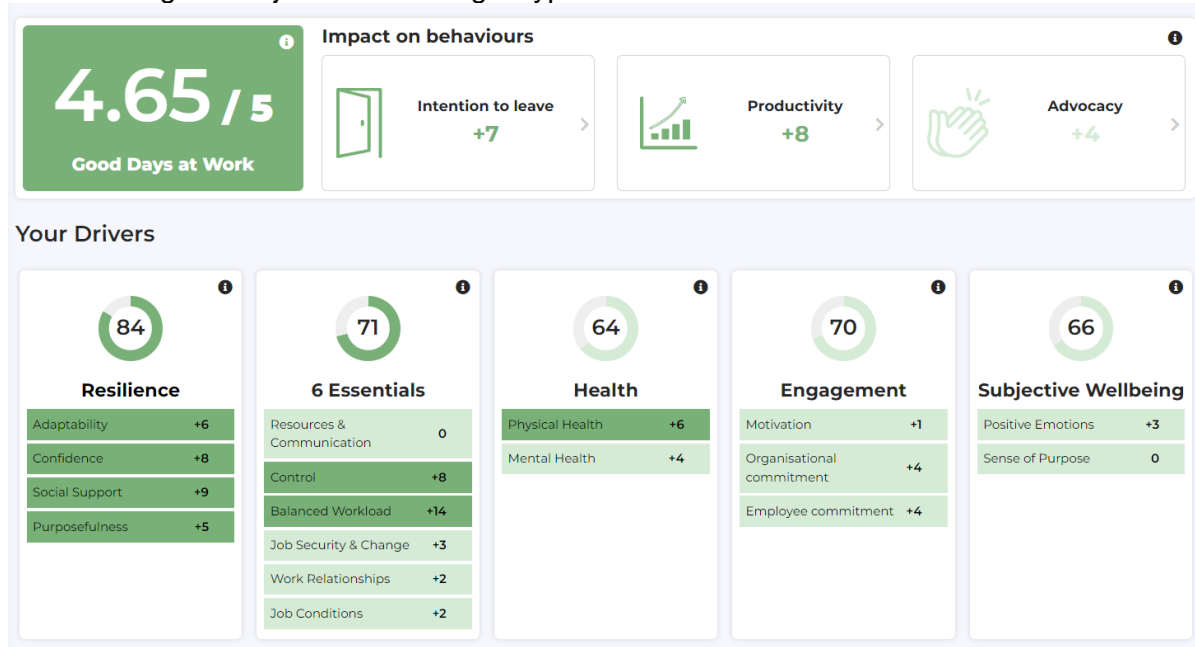 4.65 / 5
Good Days at Work
Impact on behaviours
Intention to leave
+7
Productivity
+8
Advocacy
+4
Your Drivers
84
Resilience
Adaptability +6
Confidence +8
Social Support +9
Purposefulness +5
71
6 Essentials
Resources &
Communication 0
Control +8
Balanced Workload +14
Job Security & Change +3
Work Relationships +2
Job Conditions +2
64
Health
Physical Health +6
Mental Health +4
70
Engagement
Motivation +1
Organisational
commitment +4
Employee commitment +4
66
Subjective Wellbeing
Positive Emotions +3
Sense of Purpose 0